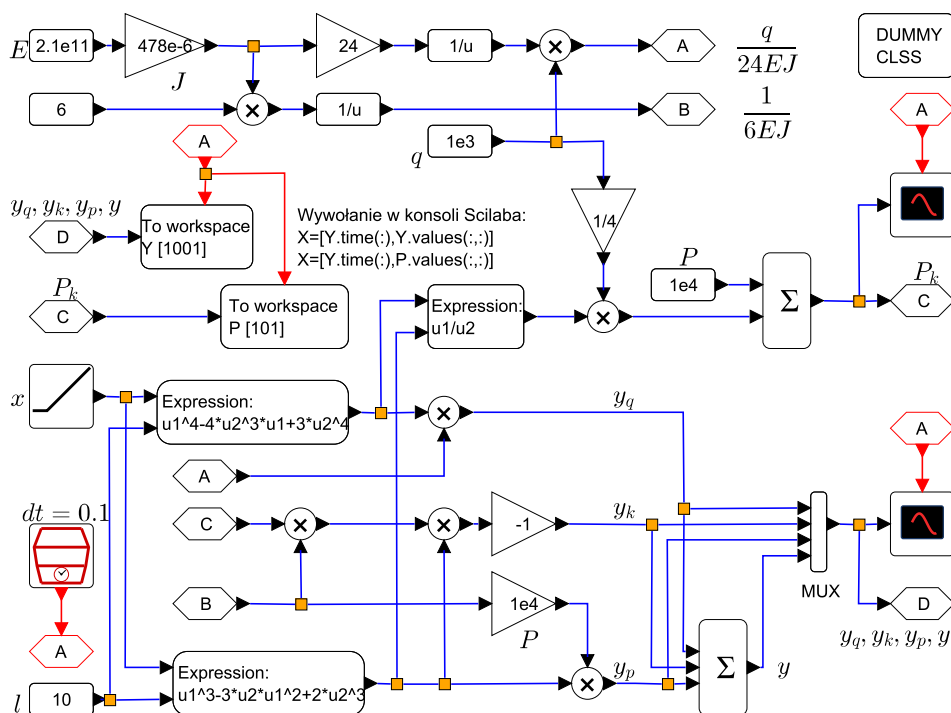 E 2.1e11 478e-6 24 1/u × A q/24EJ DUMMY
CLSS
J
6 × 1/u B 1/6EJ A
A 1e3
q
y_q, y_k, y_p, y
D To workspace
Y [1001]
Wywołanie w konsoli Scilaba:
X=[Y.time(:),Y.values(:,:)]
X=[Y.time(:),P.values(:,:)]
1/4
P
1e4
P_k
C To workspace
P [101]
Expression:
u1/u2
× Σ P_k
C
x Expression:
u1^4-4*u2^3*u1+3*u2^4
× y_q A
A
dt = 0.1
C × × -1 y_k
B 1e4 MUX
P
D
y_q, y_k, y_p, y
A
l 10 Expression:
u1^3-3*u2*u1^2+2*u2^3
× y_p Σ y